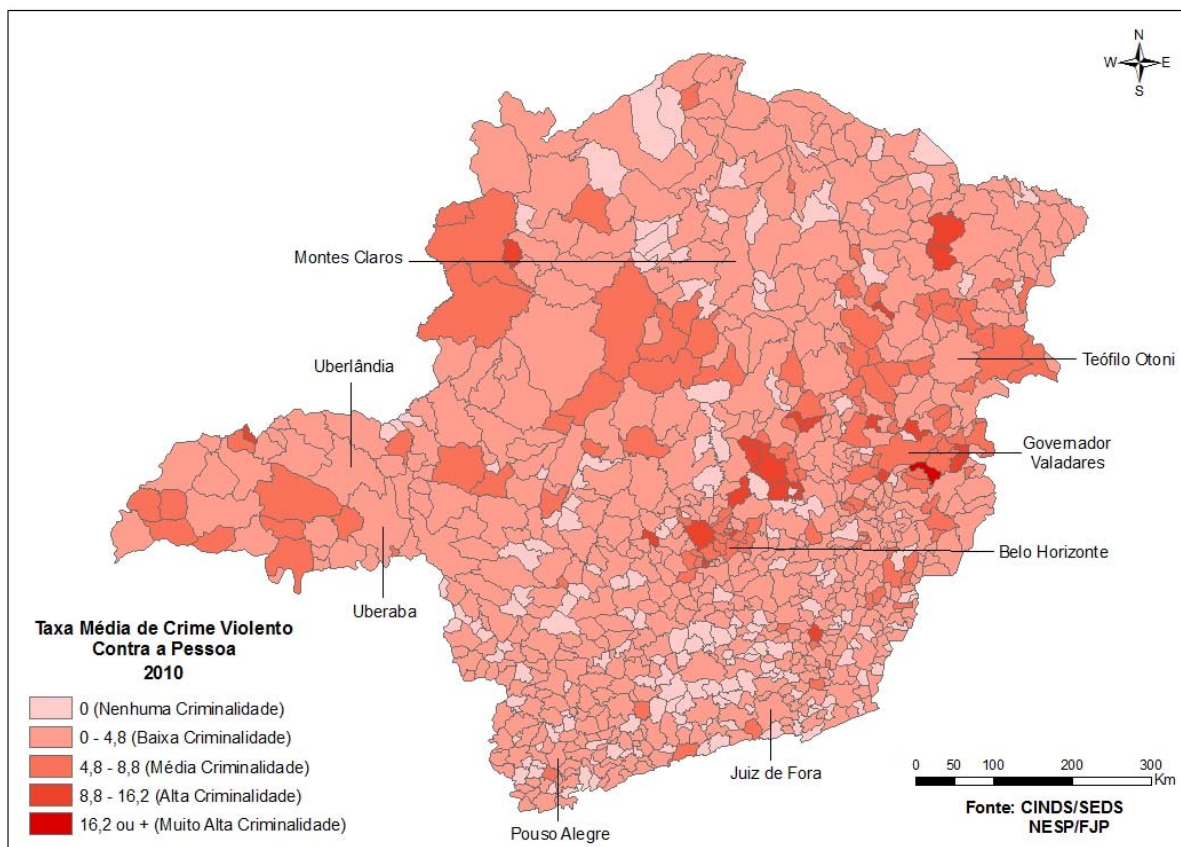 N
W E
S
Montes Claros
Teófilo Otoni
Uberlândia
Governador
Valadares
Belo Horizonte
Uberaba
Juiz de Fora
Pouso Alegre
Taxa Média de Crime Violento
Contra a Pessoa
2010
0 (Nenhuma Criminalidade)
0 - 4,8 (Baixa Criminalidade)
4,8 - 8,8 (Média Criminalidade)
8,8 - 16,2 (Alta Criminalidade)
16,2 ou + (Muito Alta Criminalidade)
0 50 100 200 300
Km
Fonte: CINDS/SEDS
NESP/FJP